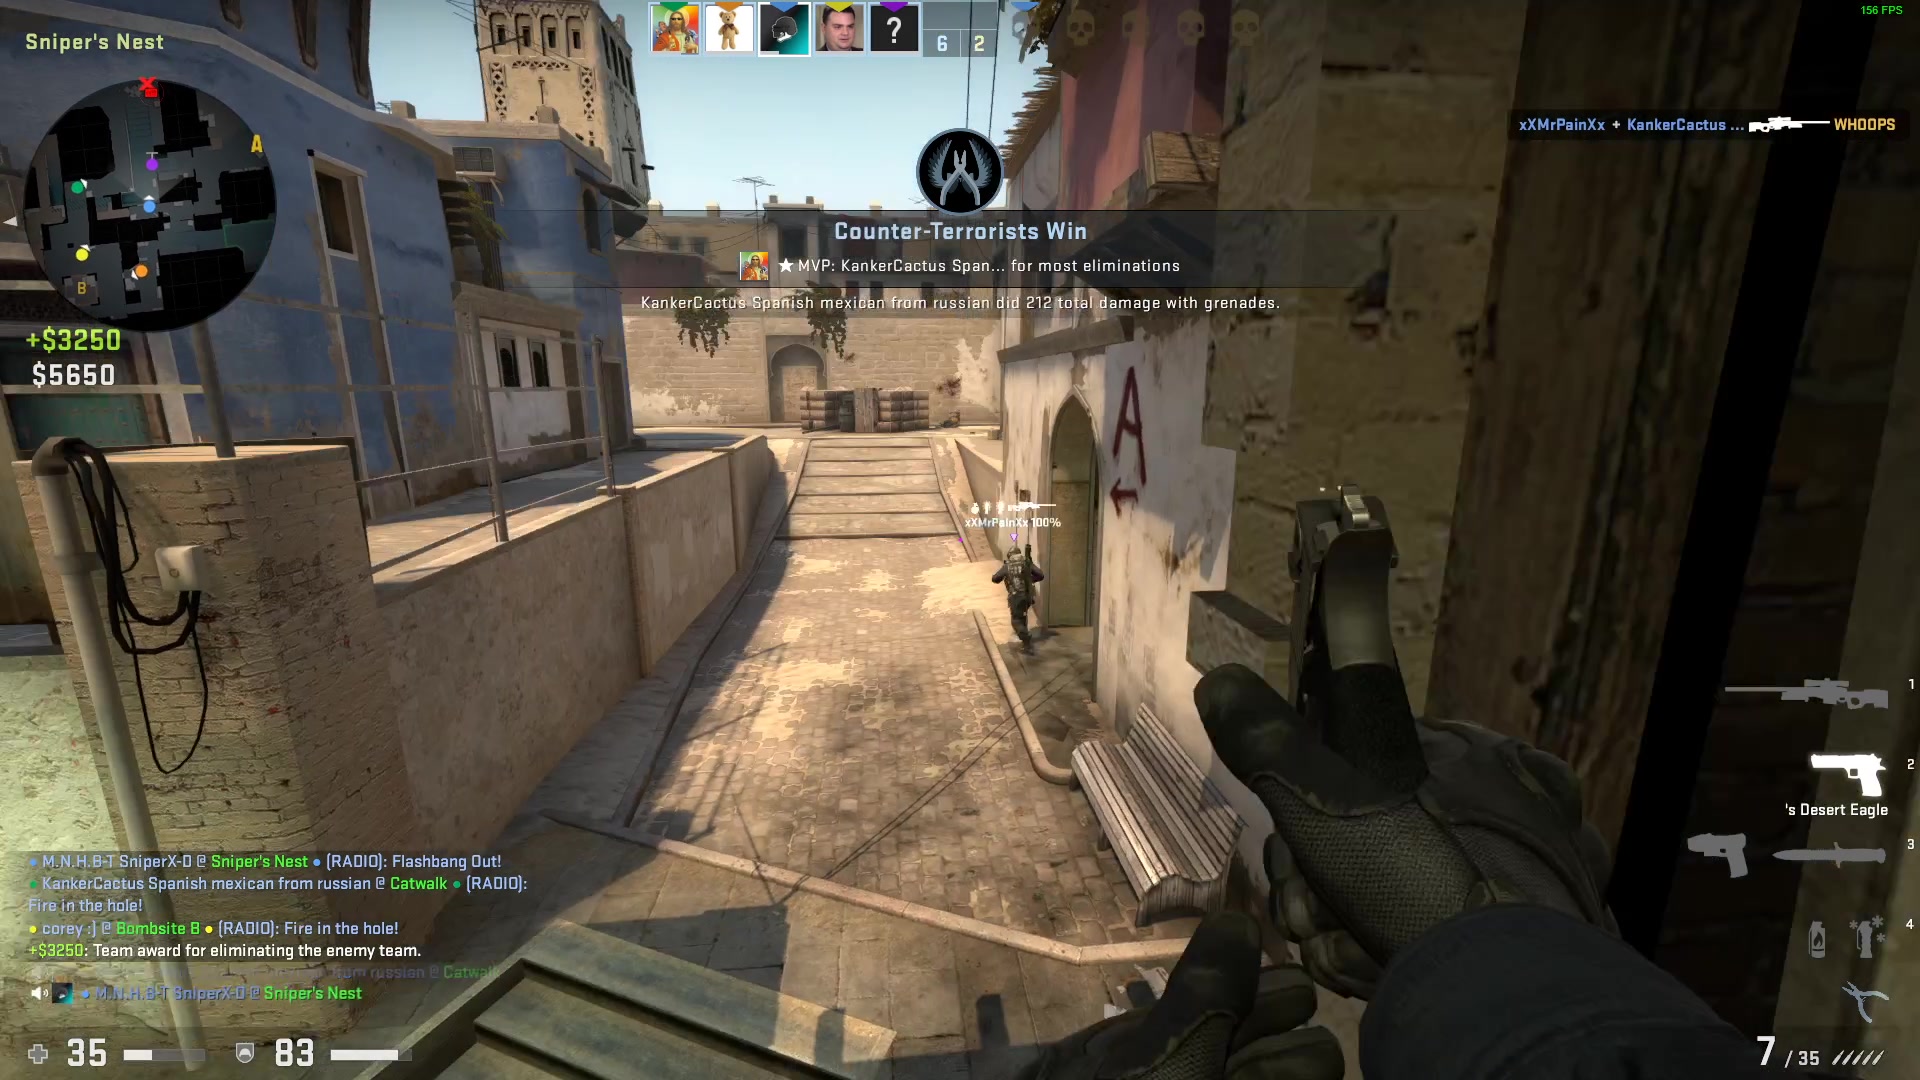 156 FPS
Sniper's Nest
?
6 2
A
B
xXMrPainXx + KankerCactus ... WHOOPS
Counter-Terrorists Win
★ MVP: KankerCactus Span... for most eliminations
KankerCactus Spanish mexican from russian did 212 total damage with grenades.
+$3250
$5650
A
xXMrPainXx 100%
1
2
's Desert Eagle
3
4
● M.N.H.B-T SniperX-D @ Sniper's Nest ● (RADIO): Flashbang Out!
● KankerCactus Spanish mexican from russian @ Catwalk ● (RADIO):
Fire in the hole!
● corey :) @ Bombsite B ● (RADIO): Fire in the hole!
+$3250: Team award for eliminating the enemy team.
from russian @ Catwalk
● M.N.H.B-T SniperX-D @ Sniper's Nest
35
83
7 / 35